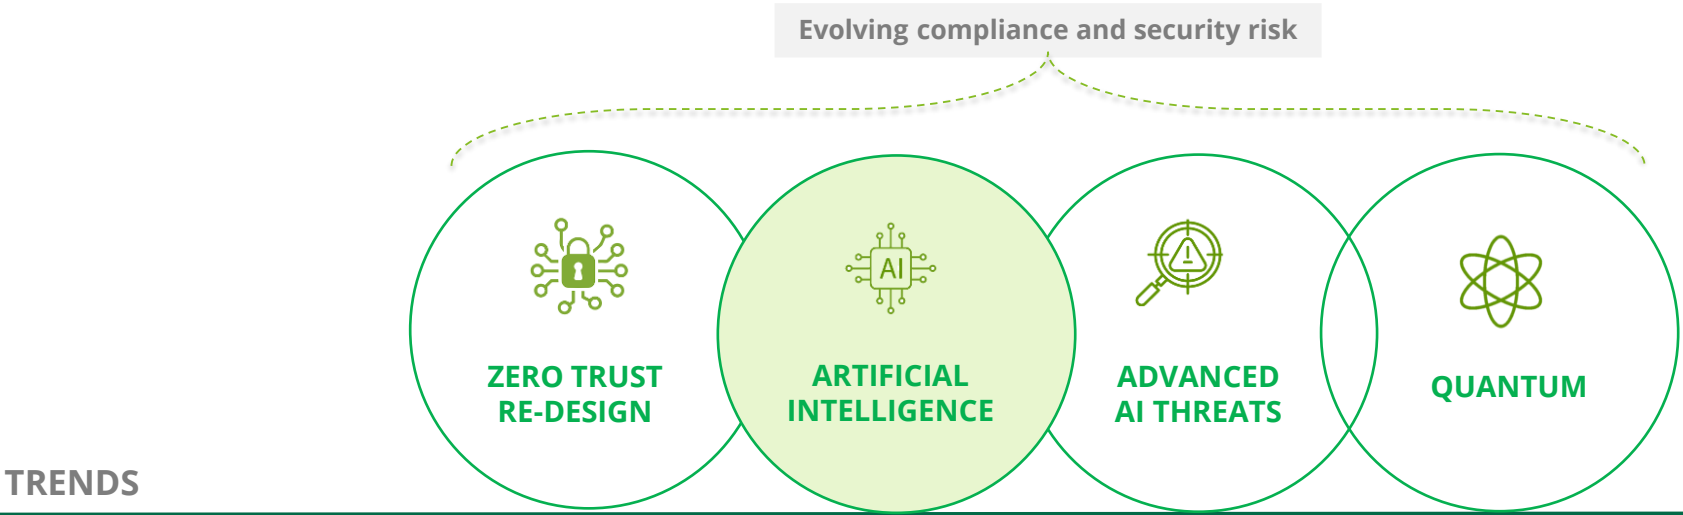 Evolving compliance and security risk
AI
ZERO TRUST
RE-DESIGN
ARTIFICIAL
INTELLIGENCE
ADVANCED
AI THREATS
QUANTUM
TRENDS